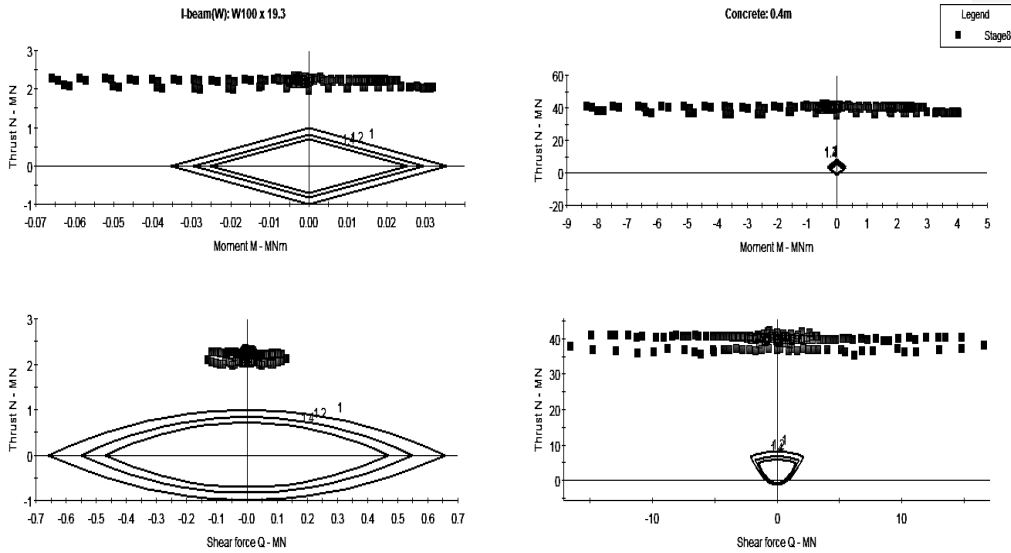 I-beam(W): W100 x 19.3
Concrete: 0.4m
Legend
Stage8
Thrust N - MN
3
2
1
0
-1
1.2 1
-0.07 -0.06 -0.05 -0.04 -0.03 -0.02 -0.01 0.00 0.01 0.02 0.03
Moment M - MNm
Thrust N - MN
60
40
20
0
-20
-9 -8 -7 -6 -5 -4 -3 -2 -1 0 1 2 3 4 5
Moment M - MNm
Thrust N - MN
3
2
1
0
-1
1.4 1.2 1
-0.7 -0.6 -0.5 -0.4 -0.3 -0.2 -0.1 0.0 0.1 0.2 0.3 0.4 0.5 0.6 0.7
Shear force Q - MN
Thrust N - MN
40
30
20
10
0
-10 0 10
Shear force Q - MN